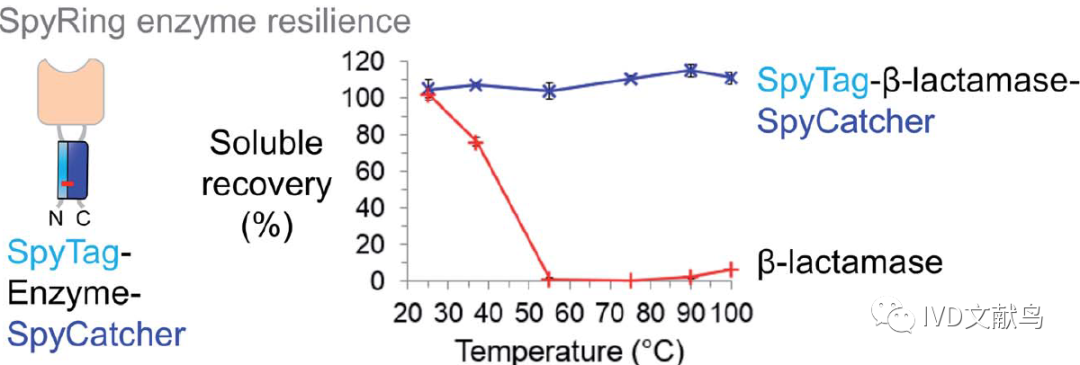 SpyRing enzyme resilience
N C
SpyTag-
Enzyme-
SpyCatcher
Soluble
recovery
(%)
120
100
80
60
40
20
0
20 30 40 50 60 70 80 90 100
Temperature (°C)
SpyTag-β-lactamase-
SpyCatcher
β-lactamase
IVD文献鸟